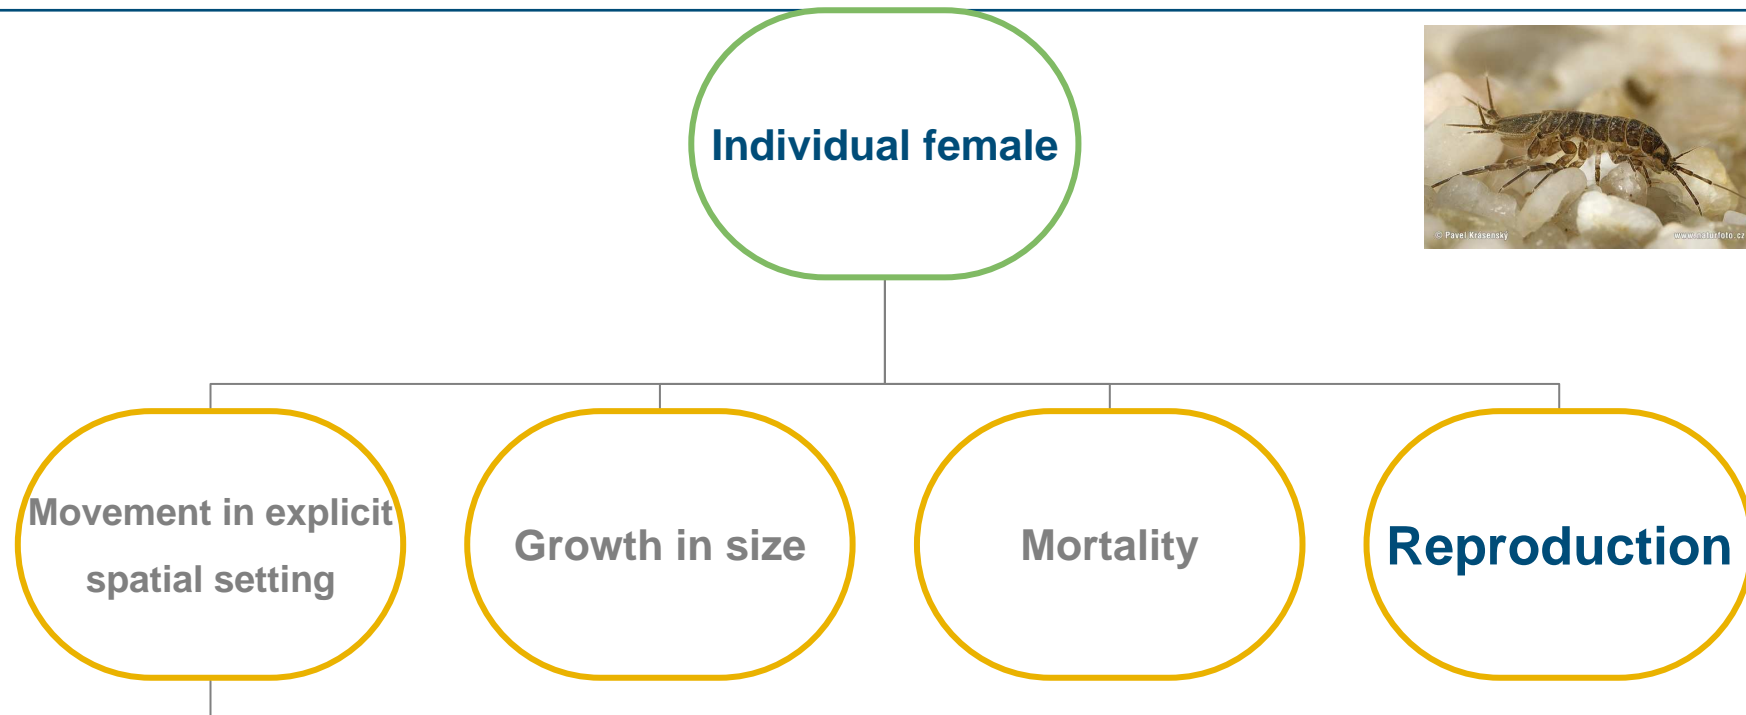 Individual female
© Pavel Krásenský
www.naturfoto.cz
Movement in explicit
spatial setting
Growth in size
Mortality
Reproduction